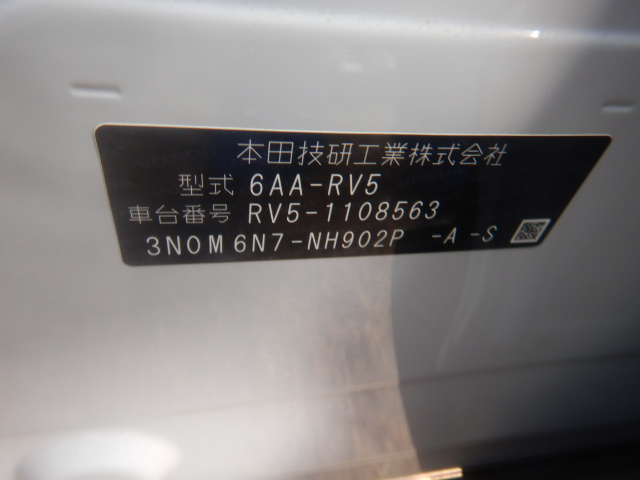 本田技研工業株式会社
型式 6AA-RV5
車台番号 RV5-1108563
3N0M6N7-NH902P -A -S